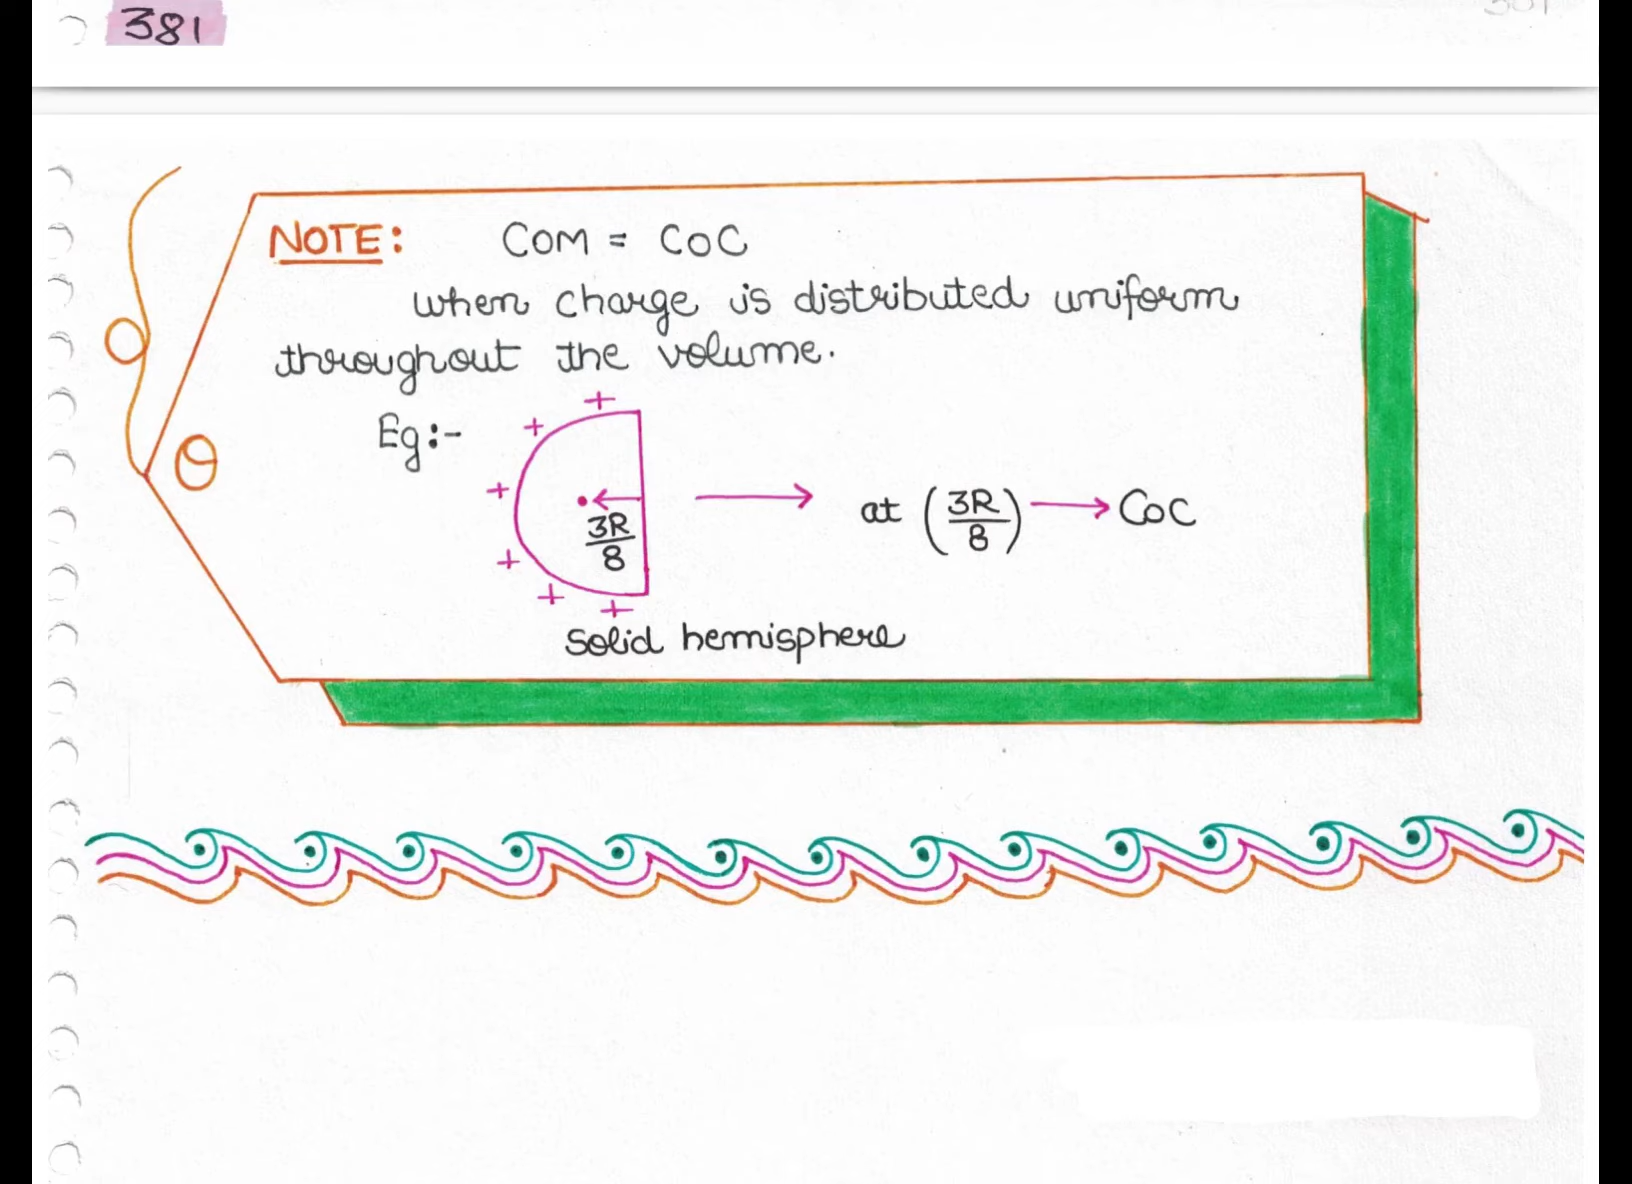 381
NOTE: COM = COC
when charge is distributed uniform
throughout the volume.
Eg:-
3R/8
at (3R/8) → COC
solid hemisphere